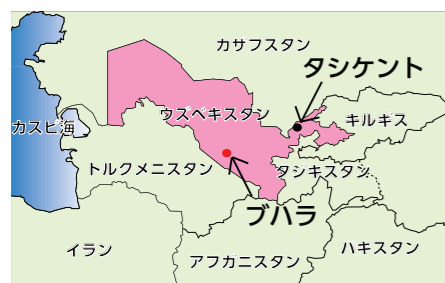 カザフスタン
タシケント
ウズベキスタン
キルギス
カスピ海
トルクメニスタン
タジキスタン
ブハラ
イラン
アフガニスタン
パキスタン